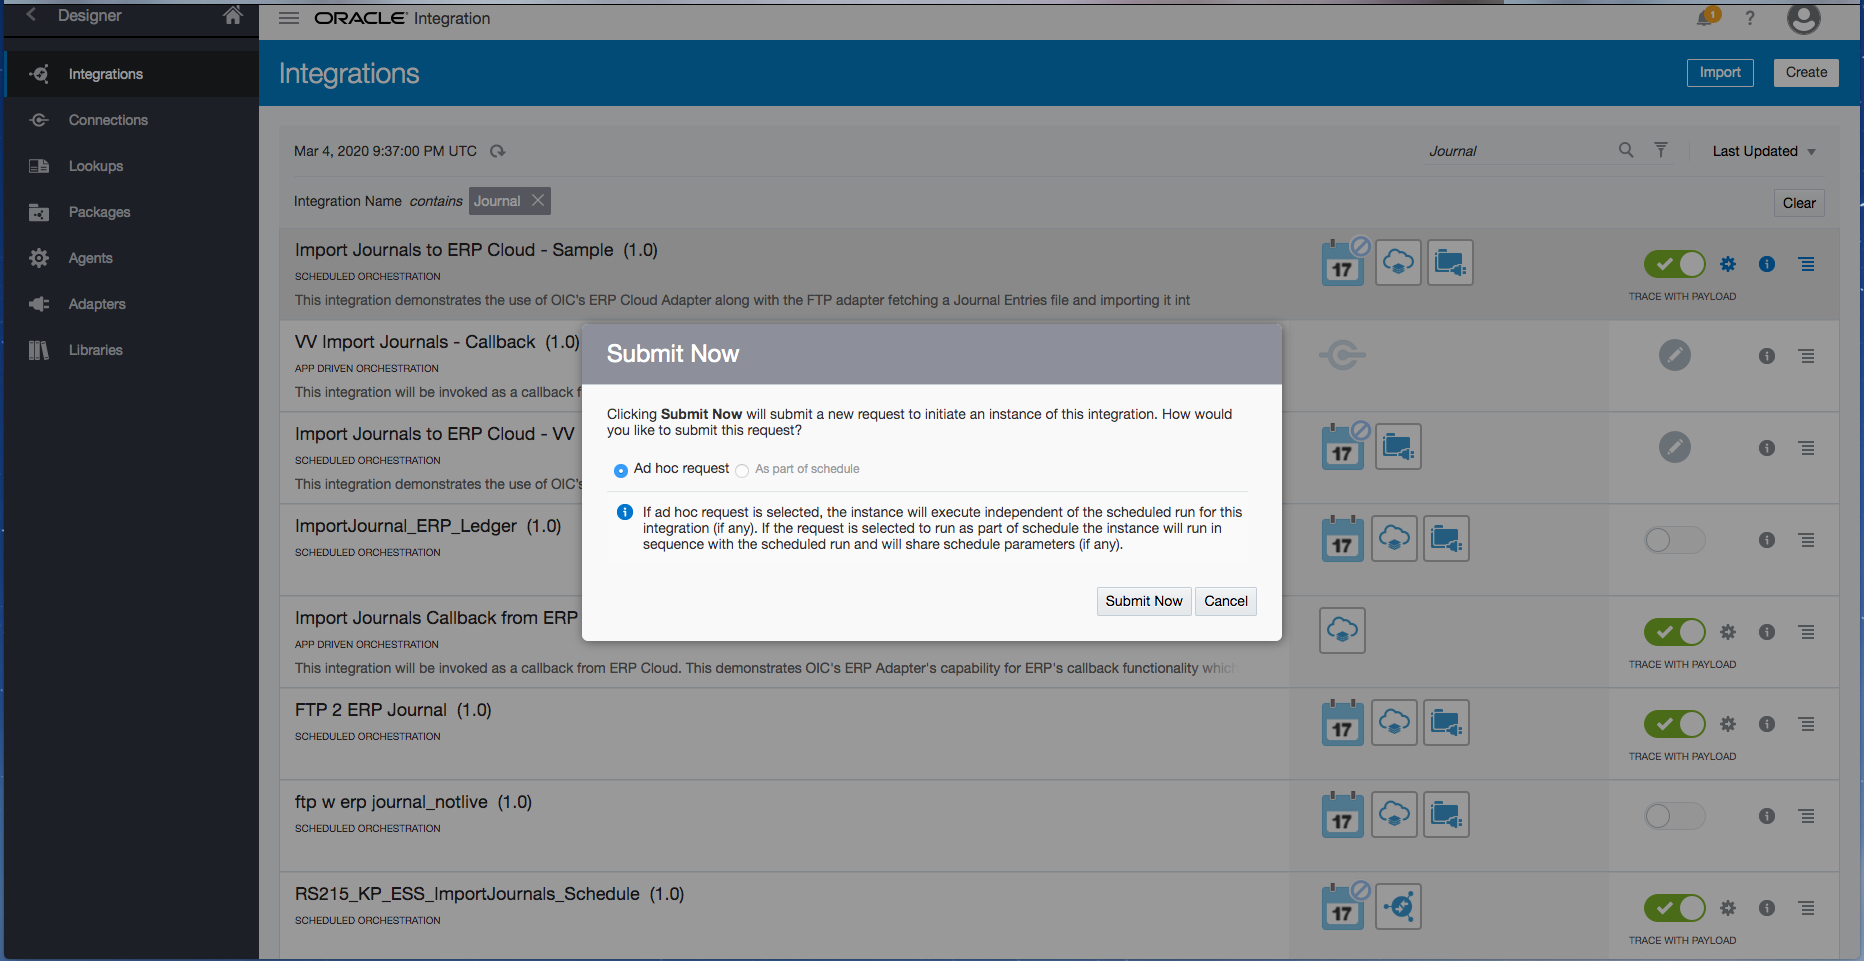 Designer
ORACLE Integration
1
?
Integrations
Connections
Lookups
Packages
Agents
Adapters
Libraries
Integrations
Import
Create
Mar 4, 2020 9:37:00 PM UTC
Journal
Last Updated
Integration Name contains Journal
Clear
Import Journals to ERP Cloud - Sample (1.0)
SCHEDULED ORCHESTRATION
This integration demonstrates the use of OIC's ERP Cloud Adapter along with the FTP adapter fetching a Journal Entries file and importing it int
17
TRACE WITH PAYLOAD
VV Import Journals - Callback (1.0)
APP DRIVEN ORCHESTRATION
This integration will be invoked as a callback f
Import Journals to ERP Cloud - VV
SCHEDULED ORCHESTRATION
This integration demonstrates the use of OIC's
17
ImportJournal_ERP_Ledger (1.0)
SCHEDULED ORCHESTRATION
17
Import Journals Callback from ERP
APP DRIVEN ORCHESTRATION
This integration will be invoked as a callback from ERP Cloud. This demonstrates OIC's ERP Adapter's capability for ERP's callback functionality which
TRACE WITH PAYLOAD
FTP 2 ERP Journal (1.0)
SCHEDULED ORCHESTRATION
17
TRACE WITH PAYLOAD
ftp w erp journal_notlive (1.0)
SCHEDULED ORCHESTRATION
17
RS215_KP_ESS_ImportJournals_Schedule (1.0)
SCHEDULED ORCHESTRATION
17
TRACE WITH PAYLOAD
Submit Now
Clicking Submit Now will submit a new request to initiate an instance of this integration. How would
you like to submit this request?
Ad hoc request As part of schedule
If ad hoc request is selected, the instance will execute independent of the scheduled run for this
integration (if any). If the request is selected to run as part of schedule the instance will run in
sequence with the scheduled run and will share schedule parameters (if any).
Submit Now Cancel